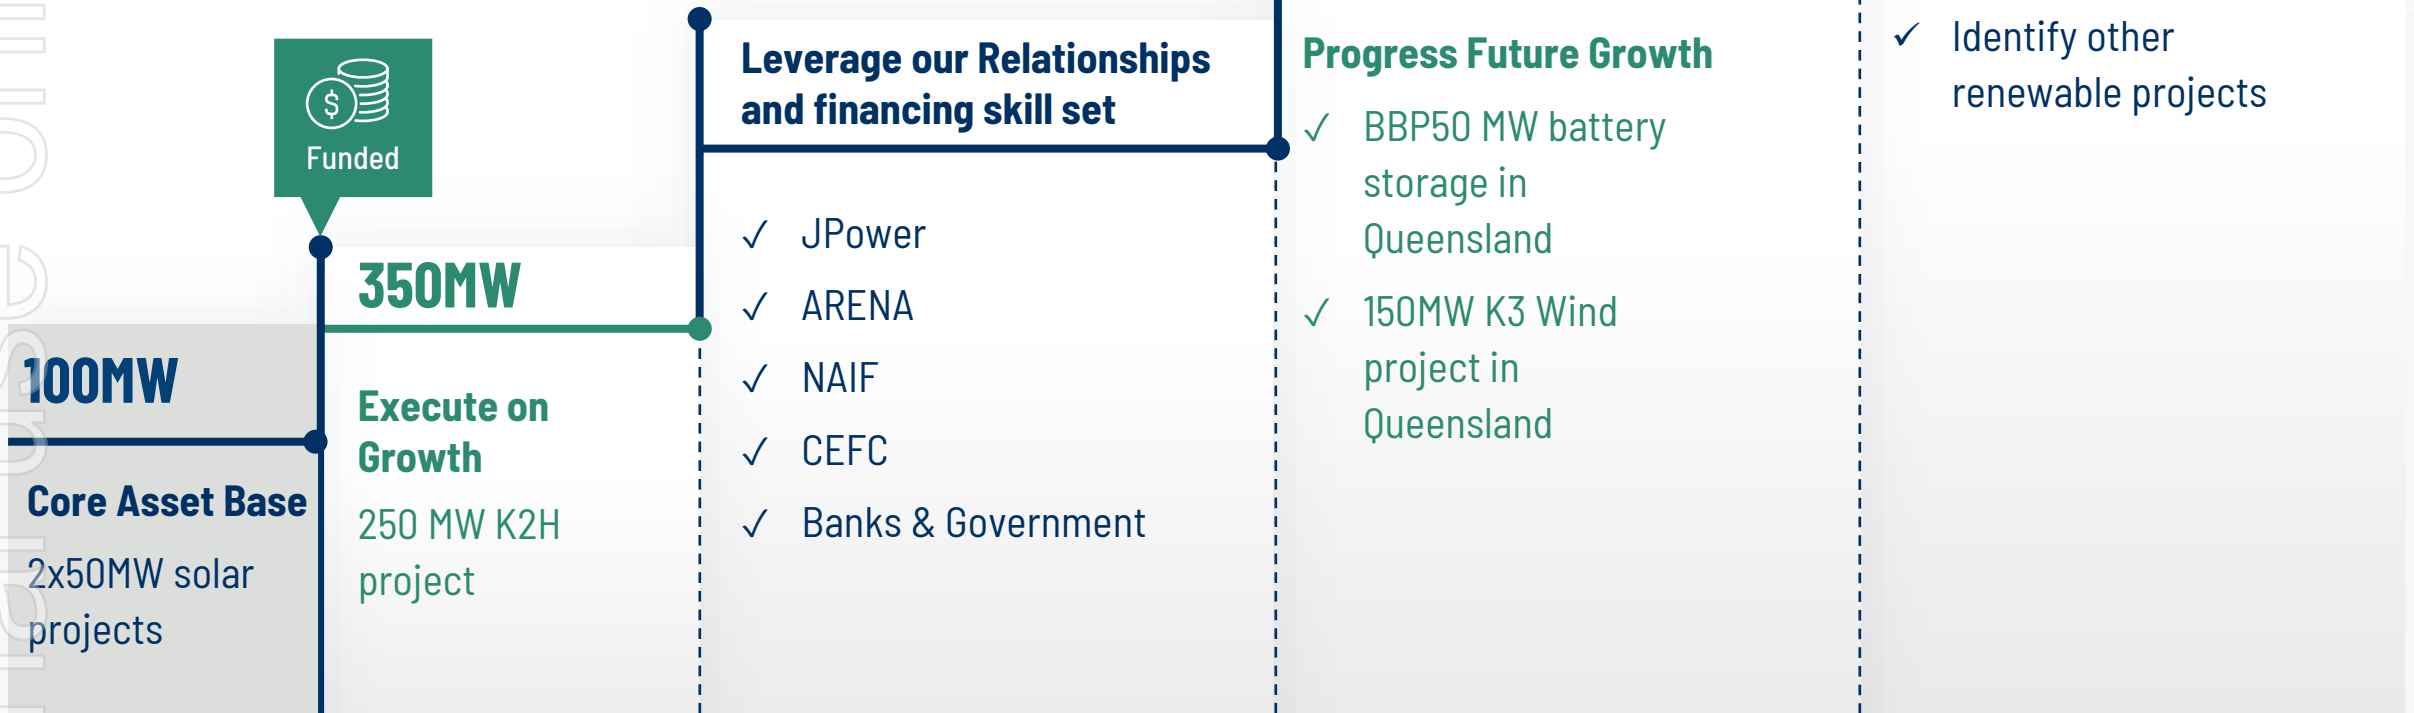 Funded
100MW
Core Asset Base
2x50MW solar
projects
350MW
Execute on
Growth
250 MW K2H
project
Leverage our Relationships
and financing skill set
✓ JPower
✓ ARENA
✓ NAIF
✓ CEFC
✓ Banks & Government
Progress Future Growth
✓ BBP50 MW battery
storage in
Queensland
✓ 150MW K3 Wind
project in
Queensland
✓ Identify other
renewable projects